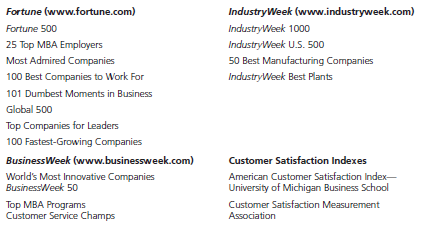 Fortune (www.fortune.com)
Fortune 500
25 Top MBA Employers
Most Admired Companies
100 Best Companies to Work For
101 Dumbest Moments in Business
Global 500
Top Companies for Leaders
100 Fastest-Growing Companies
IndustryWeek (www.industryweek.com)
IndustryWeek 1000
IndustryWeek U.S. 500
50 Best Manufacturing Companies
IndustryWeek Best Plants
BusinessWeek (www.businessweek.com)
World's Most Innovative Companies
BusinessWeek 50
Top MBA Programs
Customer Service Champs
Customer Satisfaction Indexes
American Customer Satisfaction Index—
University of Michigan Business School
Customer Satisfaction Measurement
Association